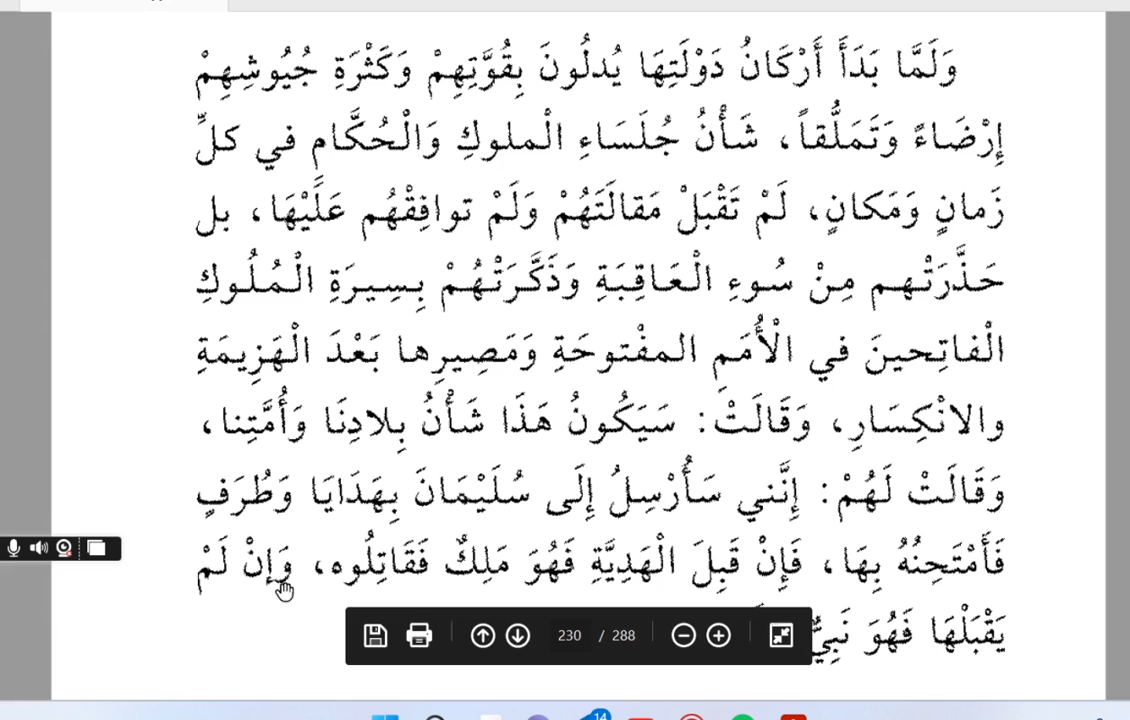 وَلَمَّا بَدَأَ أَرْكَانُ دَوْلَتِهَا يُدلُونَ بِقُوَّتِهِمْ وَكَثْرَةِ جُيُوشِهِمْ
إِرْضَاءً وَتَمَلُّقاً، شَأْنُ جُلَسَاءِ الْملوكِ وَالْحُكَّامِ في كلِّ
زَمانٍ وَمَكانٍ، لَمْ تَقْبَلْ مَقالَتَهُمْ وَلَمْ توافِقْهُم عَلَيْهَا، بل
حَذَّرَتْهم مِنْ سُوءِ الْعَاقِبَةِ وَذَكَّرَتْهُمْ بِسِيرَةِ الْمُلُوكِ
الْفاتِحينَ في الْأُمَمِ المفْتوحَةِ وَمَصِيرِها بَعْدَ الْهَزِيمَةِ
والانْكِسَارِ، وَقَالَتْ: سَيَكُونُ هَذَا شَأْنُ بِلادِنَا وَأُمَّتِنا،
وَقَالَتْ لَهُمْ: إِنَّني سَأُرْسِلُ إِلَى سُلَيْمَانَ بِهَدَايَا وَطُرَفٍ
فَأَمْتَحِنُهُ بِهَا، فَإِنْ قَبِلَ الْهَدِيَّةِ فَهُوَ مَلِكٌ فَقَاتِلُوه، وَإِنْ لَمْ
يَقْبَلْهَا فَهُوَ نَبِيٌّ
230 / 288
14